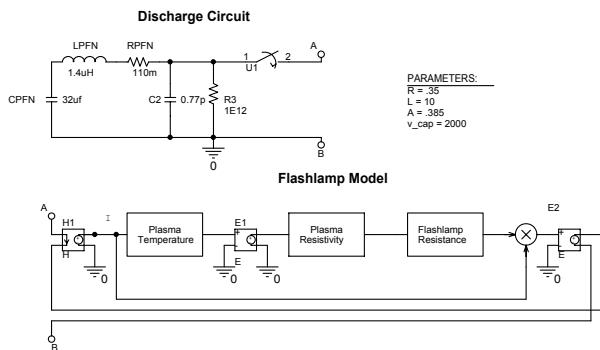 Discharge Circuit
LPFN
RPFN
1.4uH
110m
CPFN
32uf
C2
0.77p
R3
1E12
1
2
U1
A
B
0
PARAMETERS:
R = .35
L = 10
A = .385
v_cap = 2000
Flashlamp Model
A
H1
I
H
0
Plasma
Temperature
E1
E
0
0
Plasma
Resistivity
Flashlamp
Resistance
E2
E
0
B